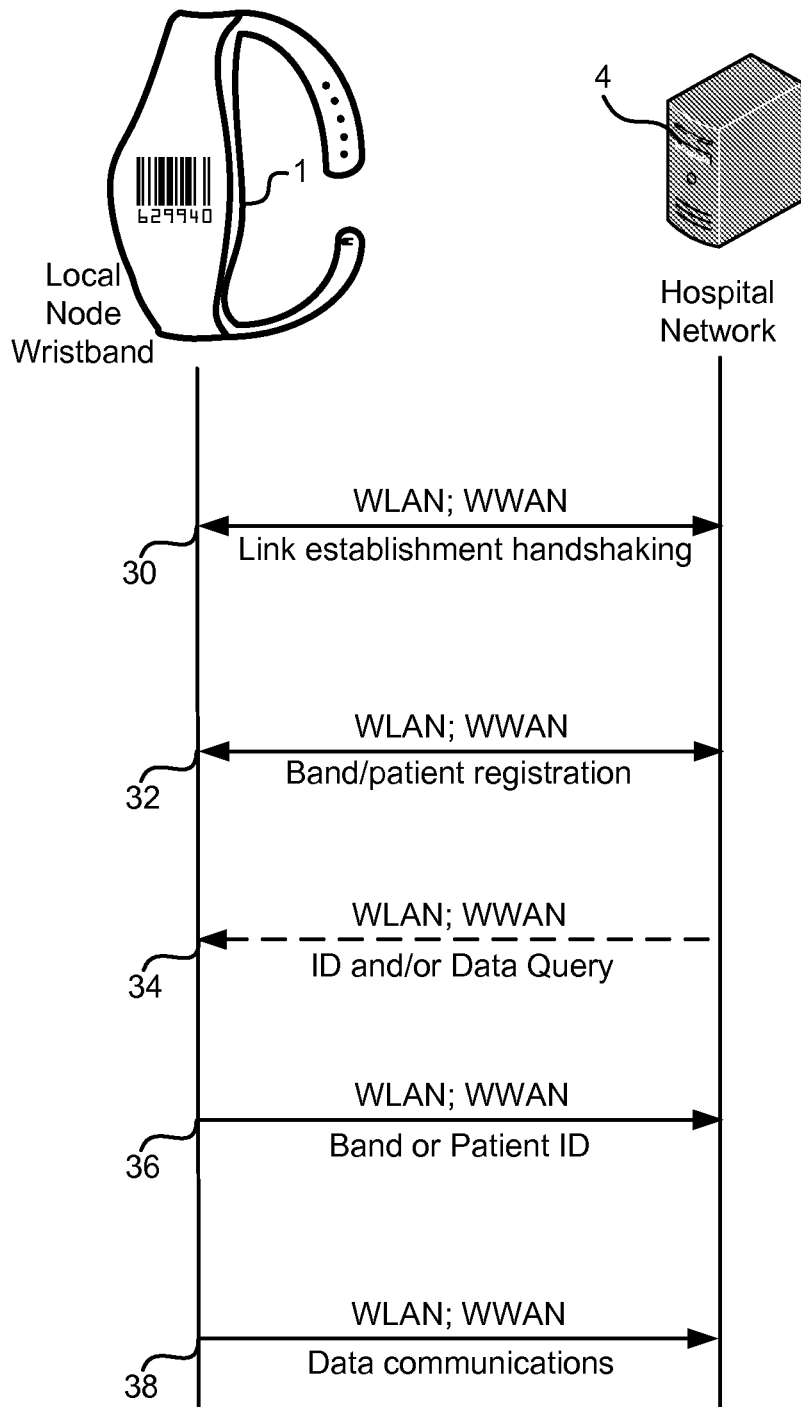 4
1
629940
Local
Node
Wristband
Hospital
Network
WLAN; WWAN
Link establishment handshaking
30
WLAN; WWAN
Band/patient registration
32
WLAN; WWAN
ID and/or Data Query
34
WLAN; WWAN
Band or Patient ID
36
WLAN; WWAN
Data communications
38